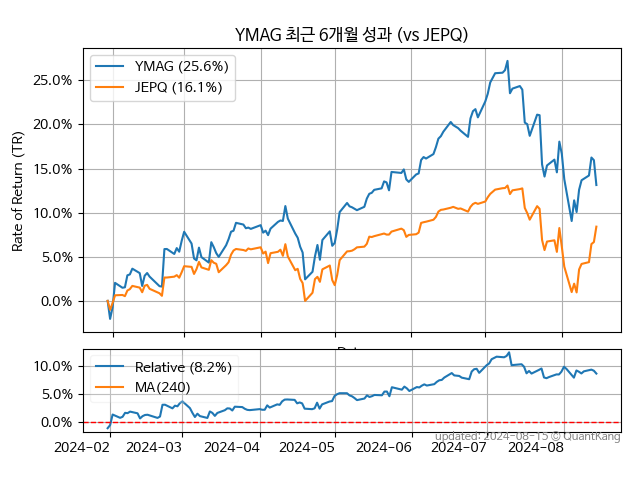 YMAG 최근 6개월 성과 (vs JEPQ)
YMAG (25.6%)
JEPQ (16.1%)
Rate of Return (TR)
25.0%
20.0%
15.0%
10.0%
5.0%
0.0%
Relative (8.2%)
MA(240)
10.0%
5.0%
0.0%
2024-02 2024-03 2024-04 2024-05 2024-06 2024-07 2024-08
updated: 2024-08-15 © QuantKang